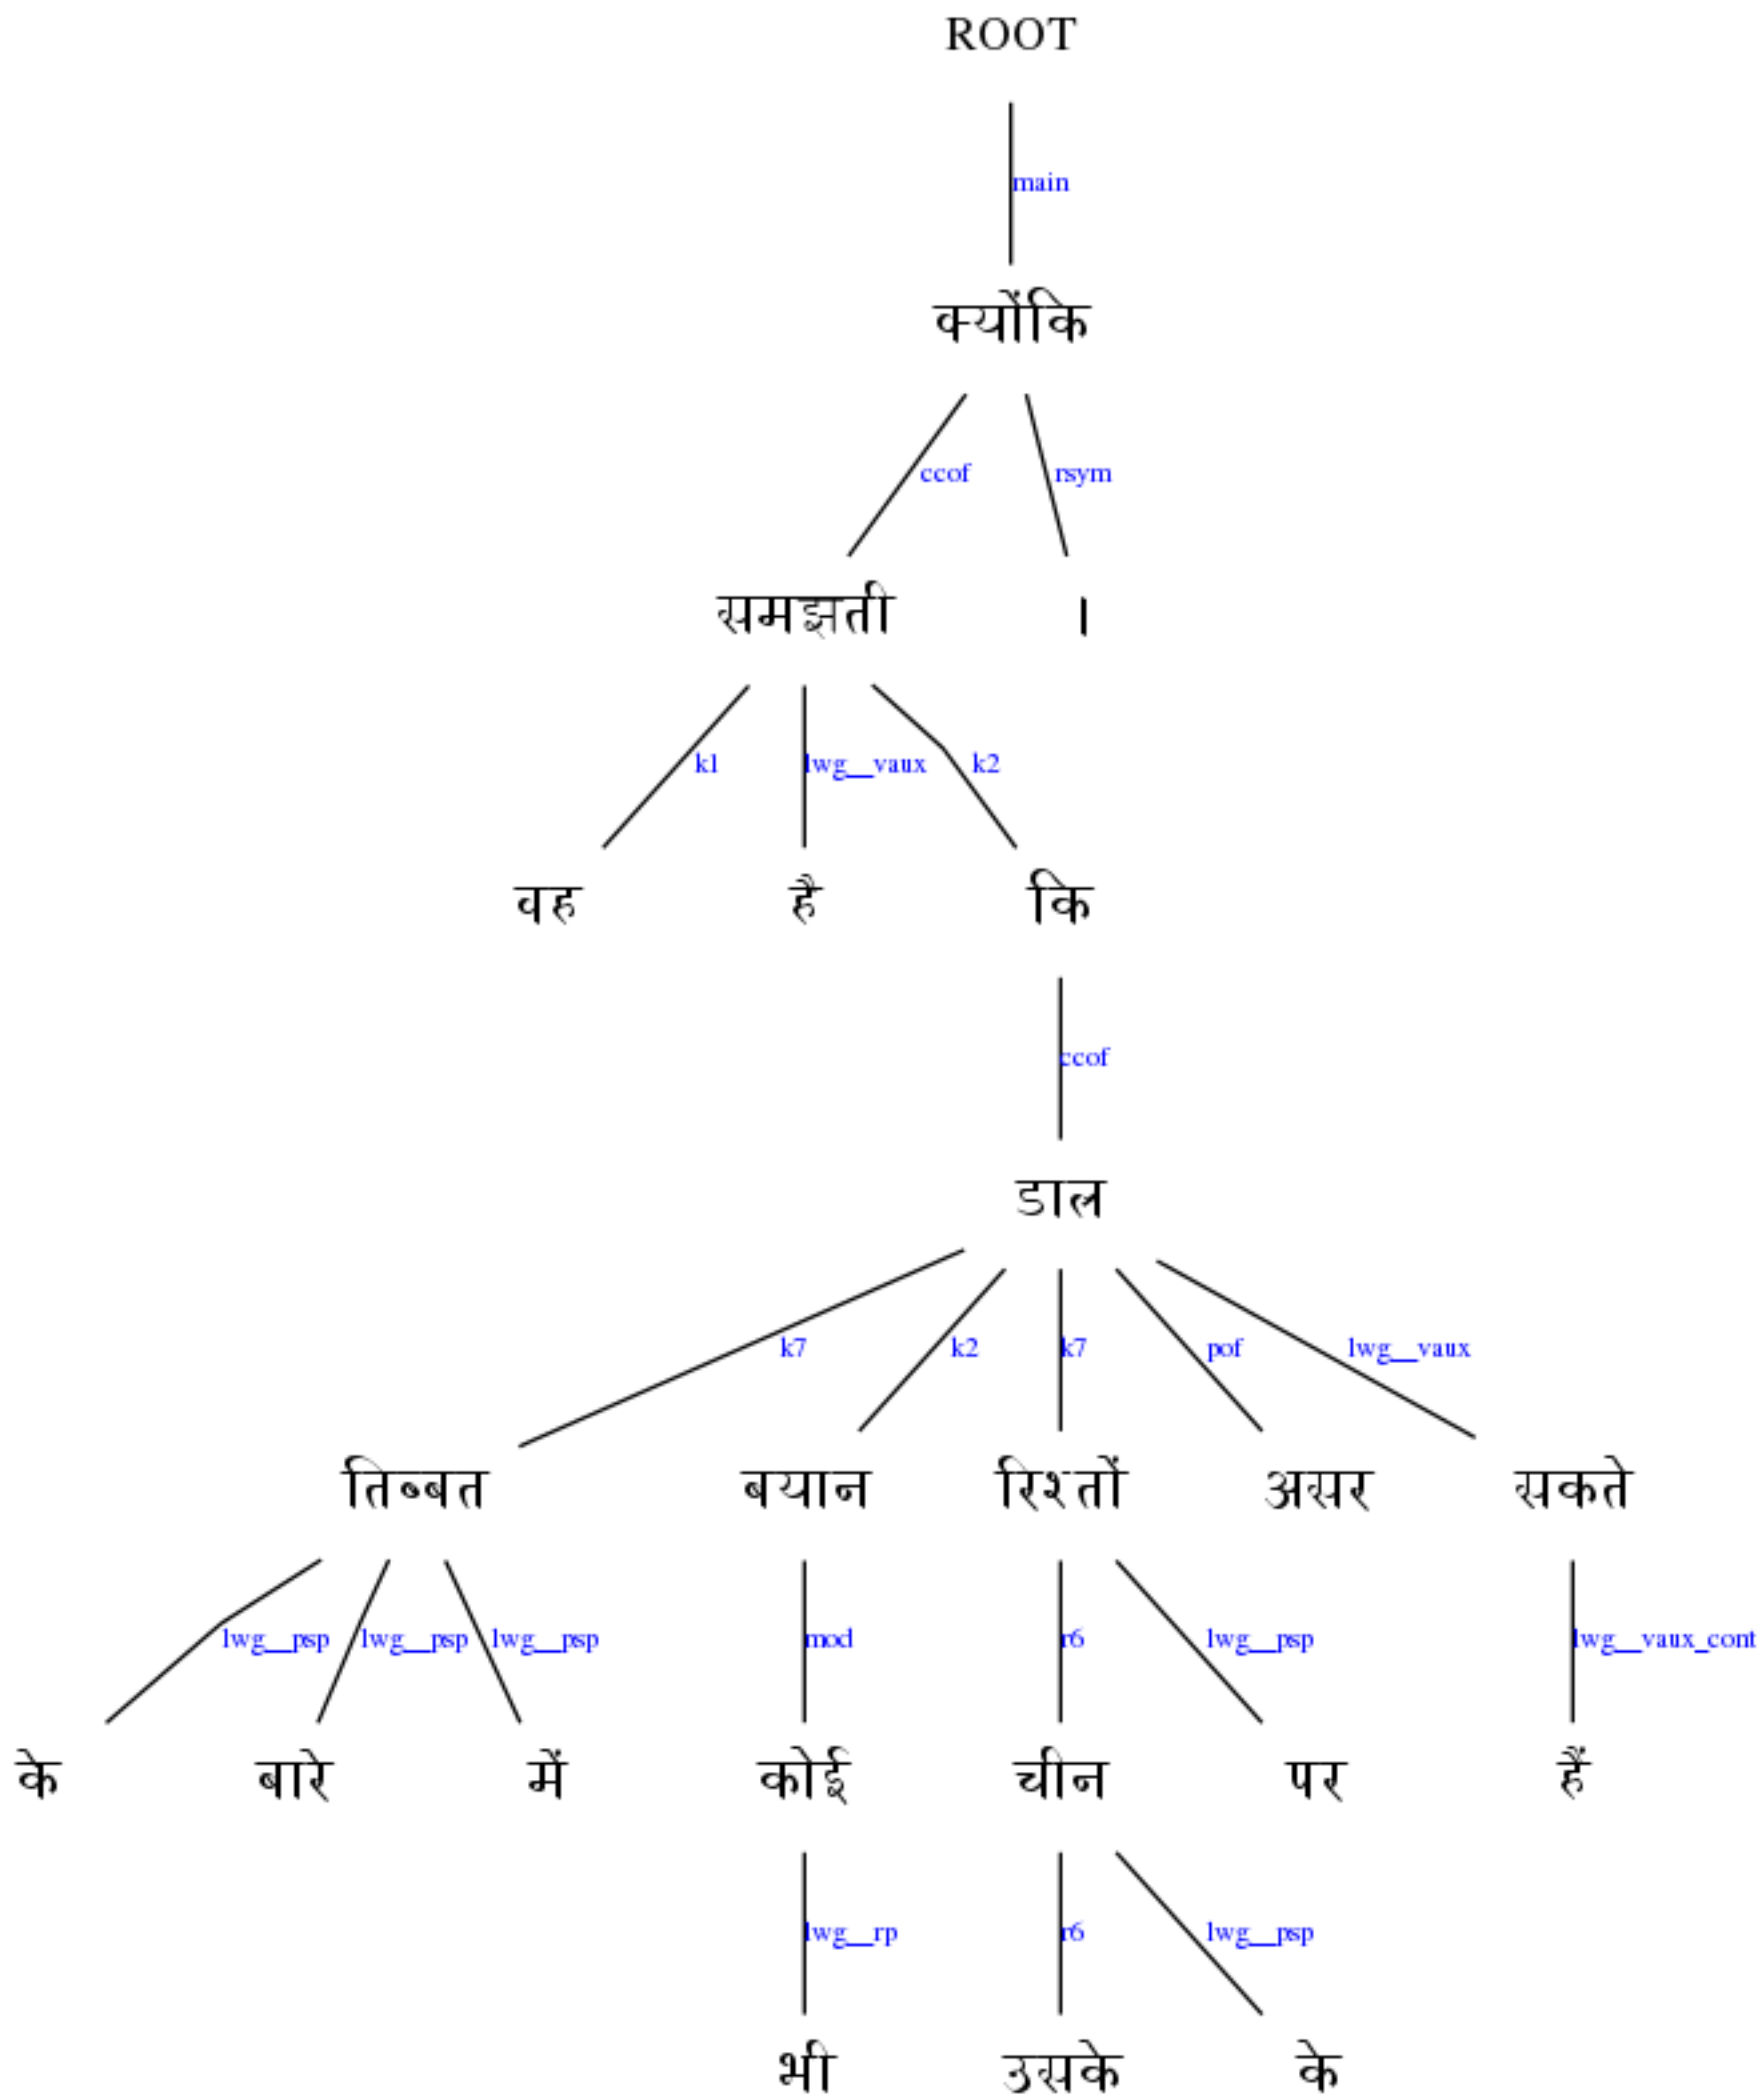 ROOT
main
क्योंकि
ccof rsym
समझती ।
k1 lwg__vaux k2
वह है कि
ccof
डाल
k7 k2 k7 pof lwg__vaux
तिब्बत बयान रिश्तों असर सकते
lwg__psp lwg__psp lwg__psp mod r6 lwg__psp lwg__vaux_cont
के बारे में कोई चीन पर हैं
lwg__rp r6 lwg__psp
भी उसके के